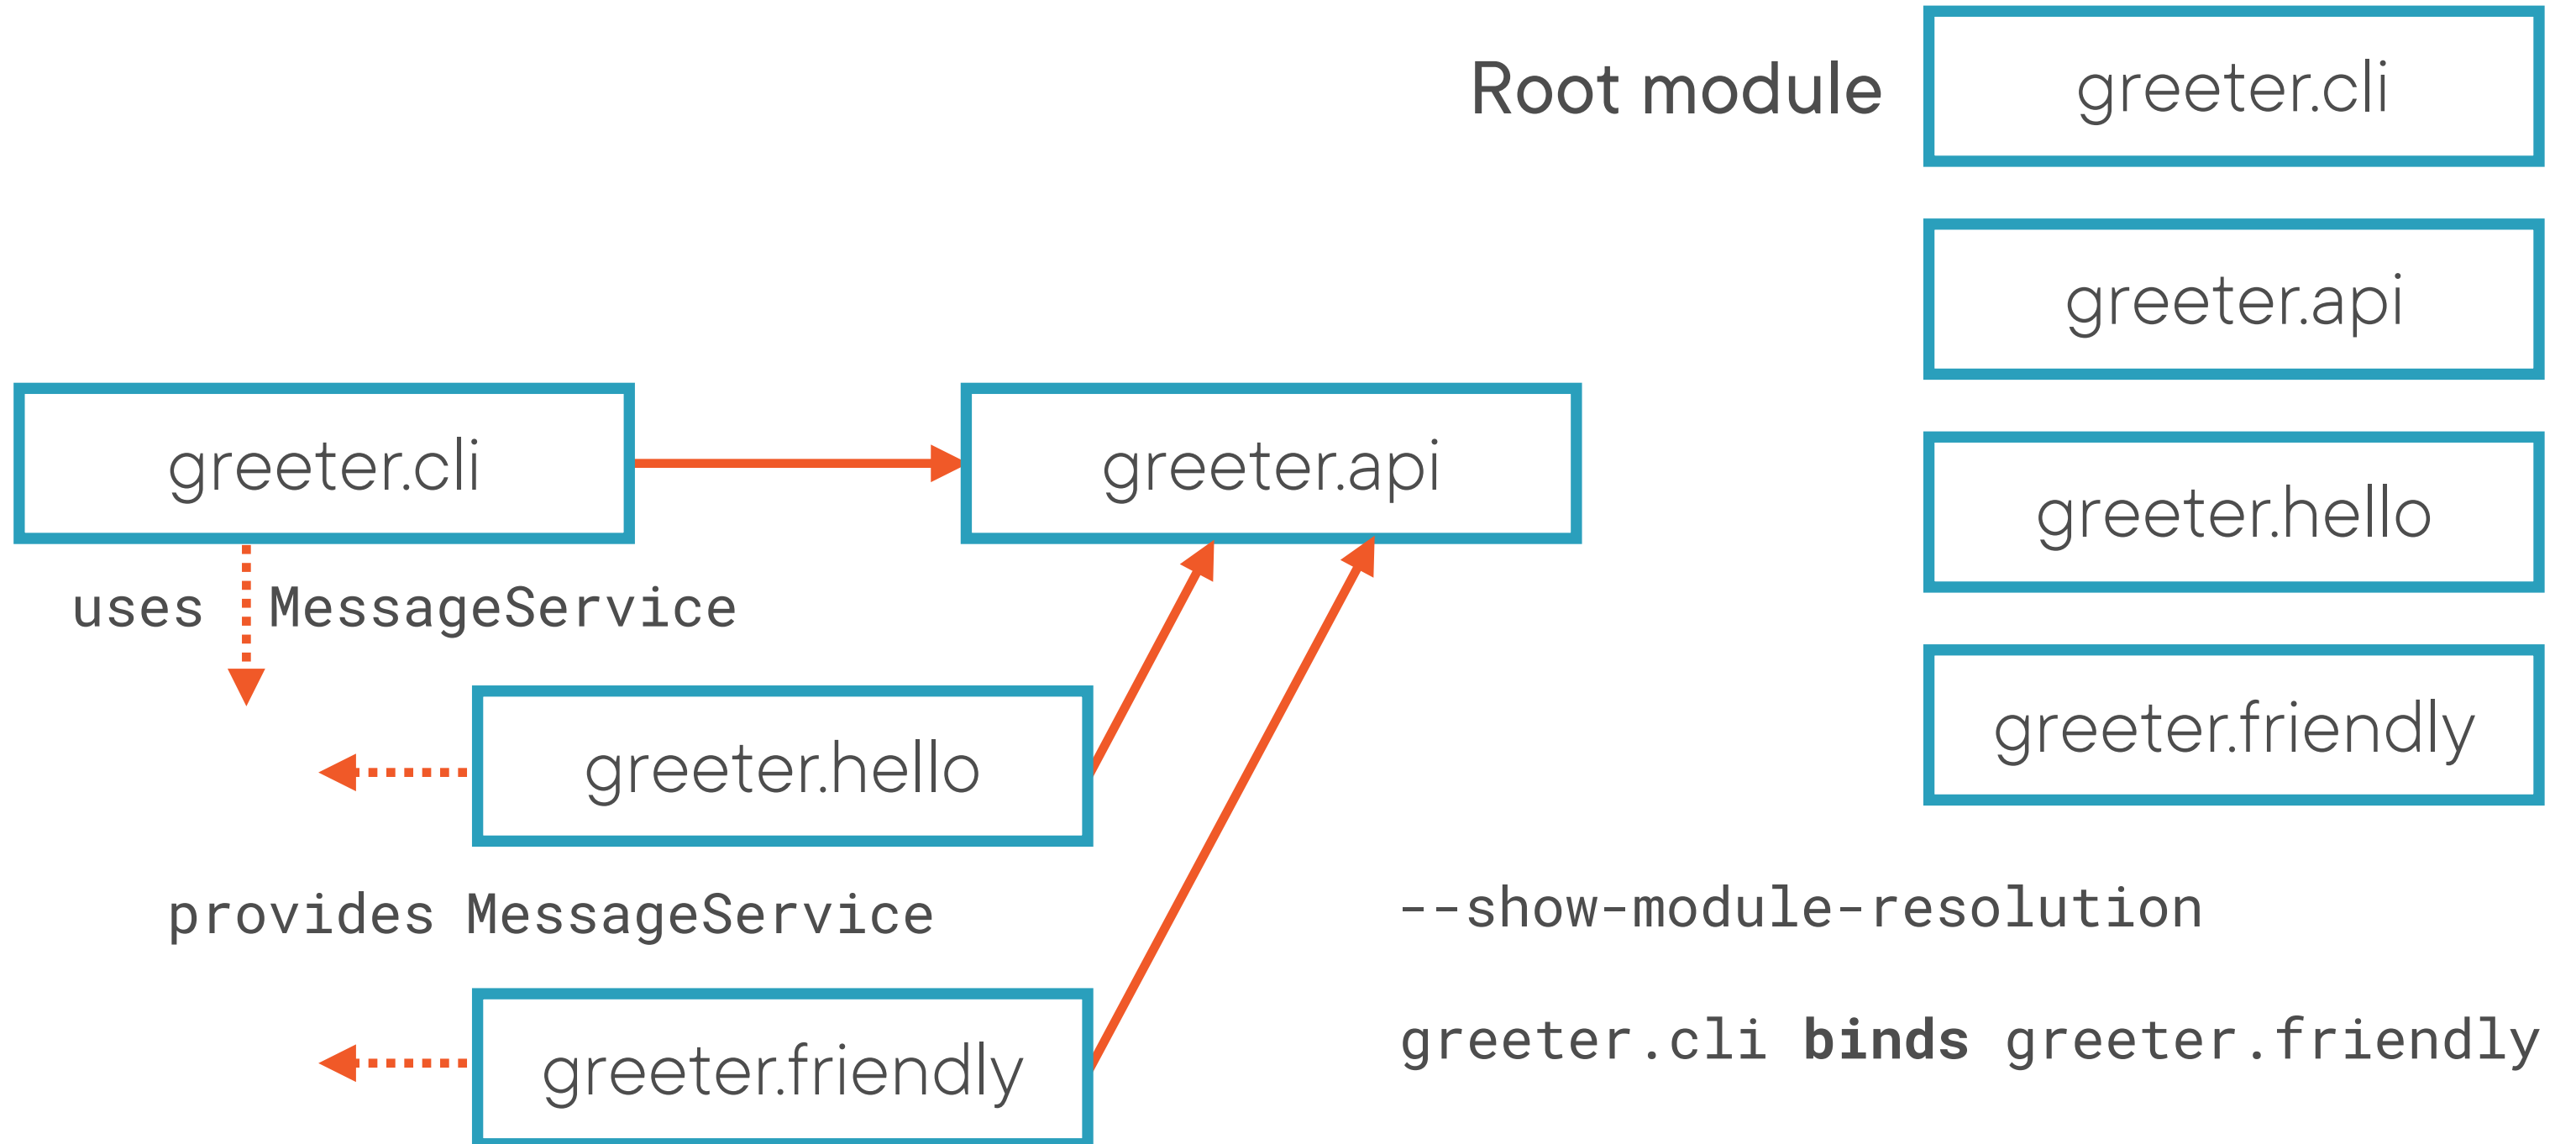 Root module
greeter.cli
greeter.api
greeter.hello
greeter.friendly
greeter.cli
greeter.api
uses MessageService
greeter.hello
provides MessageService
greeter.friendly
--show-module-resolution
greeter.cli binds greeter.friendly